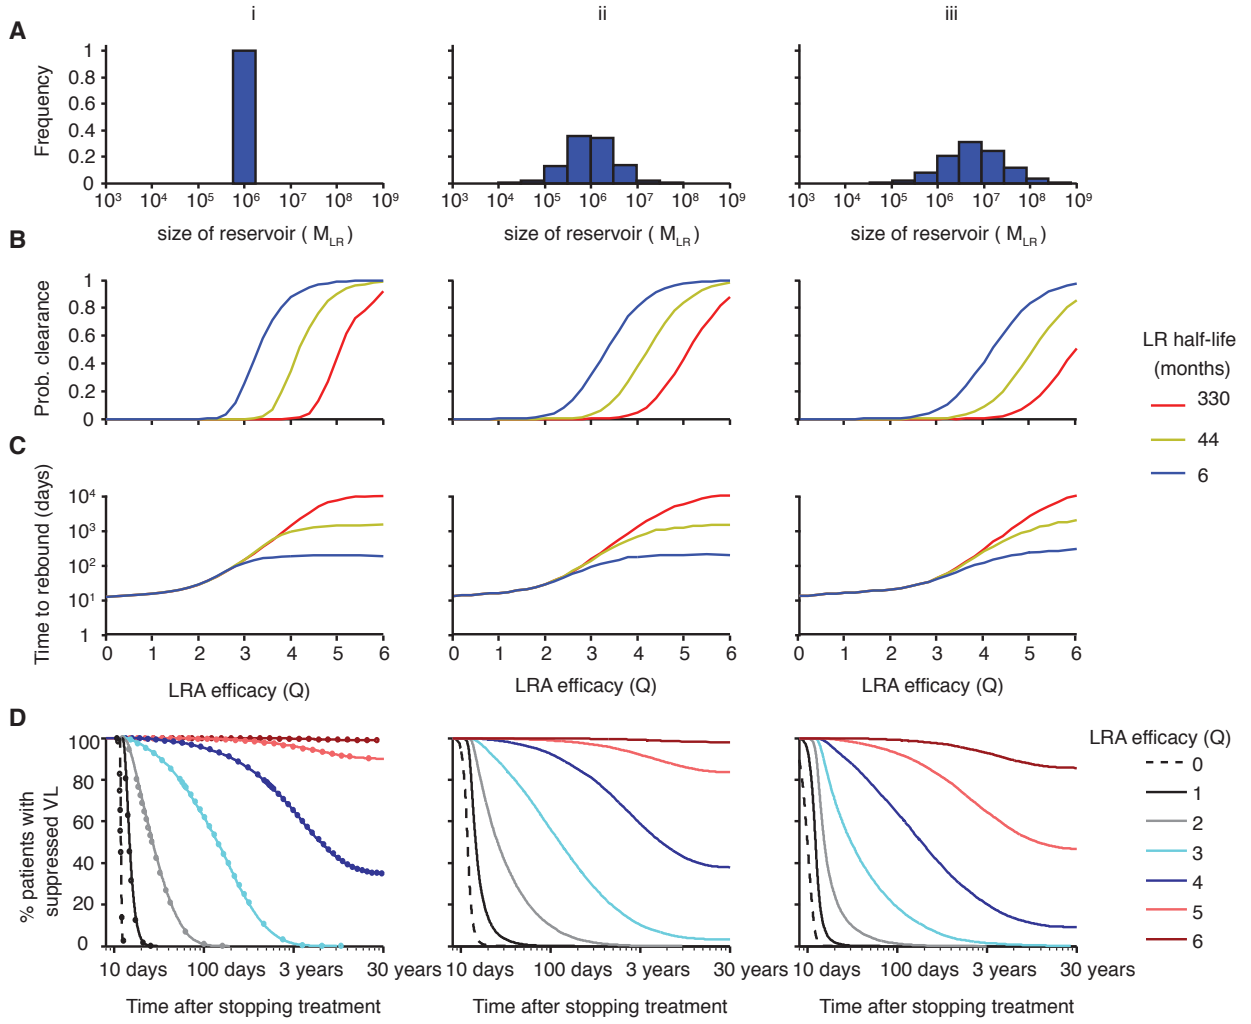 i
ii
iii
A
Frequency
1
0.8
0.6
0.4
0.2
0
10³ 10⁴ 10⁵ 10⁶ 10⁷ 10⁸ 10⁹
10³ 10⁴ 10⁵ 10⁶ 10⁷ 10⁸ 10⁹
10³ 10⁴ 10⁵ 10⁶ 10⁷ 10⁸ 10⁹
size of reservoir ( M_LR )
size of reservoir ( M_LR )
size of reservoir ( M_LR )
B
Prob. clearance
1
0.8
0.6
0.4
0.2
0
LR half-life
(months)
330
44
6
C
Time to rebound (days)
10⁴
10³
10²
10¹
1
0 1 2 3 4 5 6
0 1 2 3 4 5 6
0 1 2 3 4 5 6
LRA efficacy (Q)
LRA efficacy (Q)
LRA efficacy (Q)
D
% patients with
suppressed VL
100
80
60
40
20
0
10 days 100 days 3 years 30 years
10 days 100 days 3 years 30 years
10 days 100 days 3 years 30 years
Time after stopping treatment
Time after stopping treatment
Time after stopping treatment
LRA efficacy (Q)
0
1
2
3
4
5
6